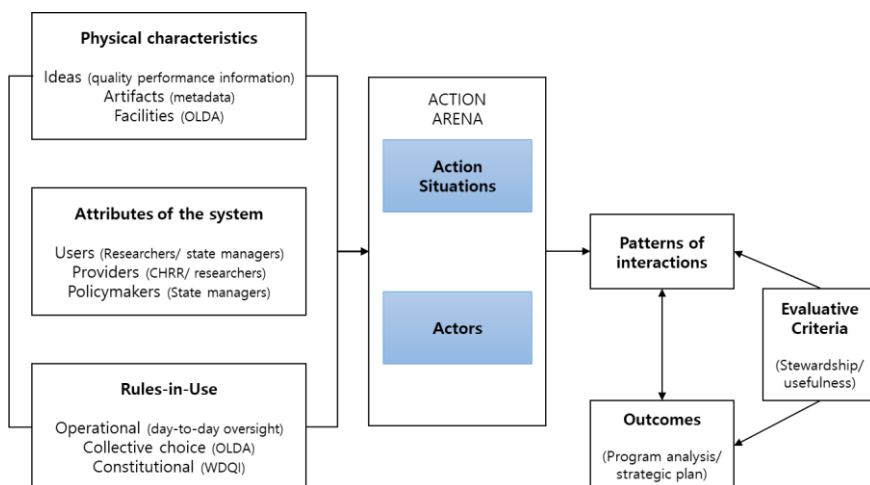 Physical characteristics
Ideas (quality performance information)
Artifacts (metadata)
Facilities (OLDA)
Attributes of the system
Users (Researchers/ state managers)
Providers (CHRR/ researchers)
Policymakers (State managers)
Rules-in-Use
Operational (day-to-day oversight)
Collective choice (OLDA)
Constitutional (WDQI)
ACTION
ARENA
Action
Situations
Actors
Patterns of
interactions
Outcomes
(Program analysis/
strategic plan)
Evaluative
Criteria
(Stewardship/
usefulness)